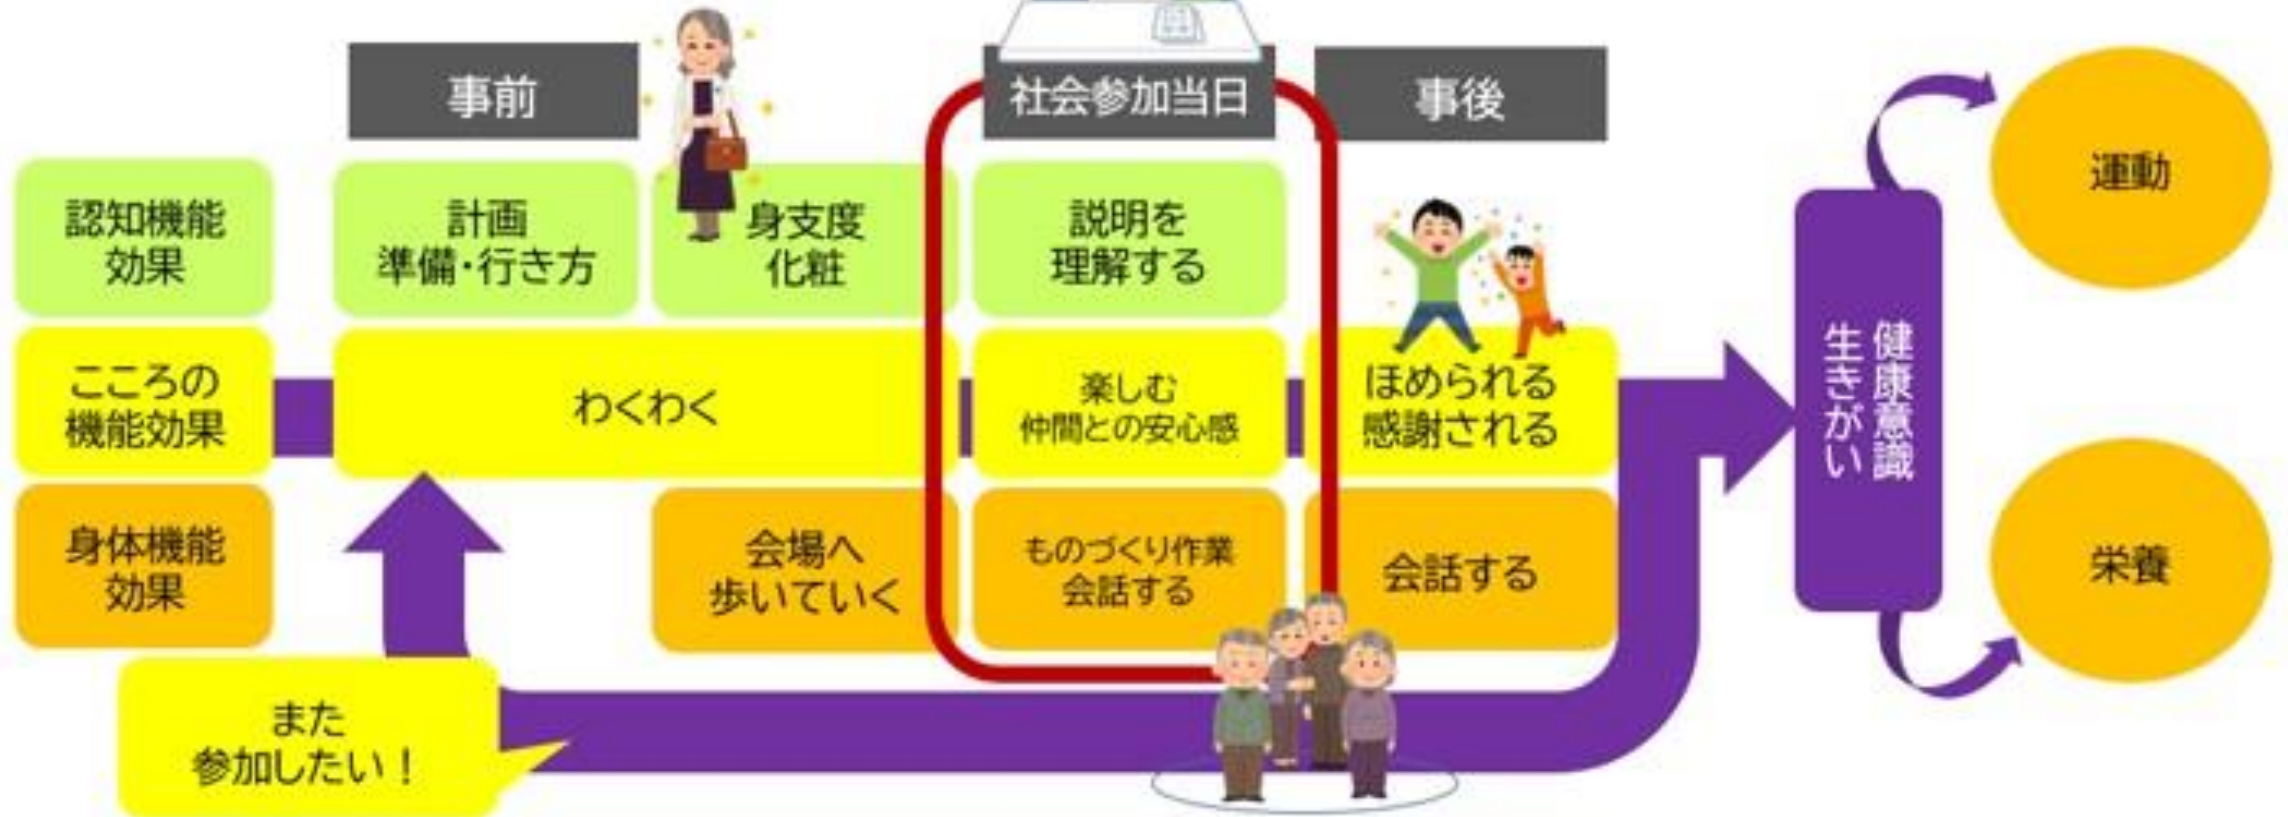 事前
社会参加当日
事後
認知機能
効果
計画
準備・行き方
身支度
化粧
説明を
理解する
こころの
機能効果
わくわく
楽しむ
仲間との安心感
ほめられる
感謝される
身体機能
効果
会場へ
歩いていく
ものづくり作業
会話する
会話する
また
参加したい！
健康意識
生きがい
運動
栄養